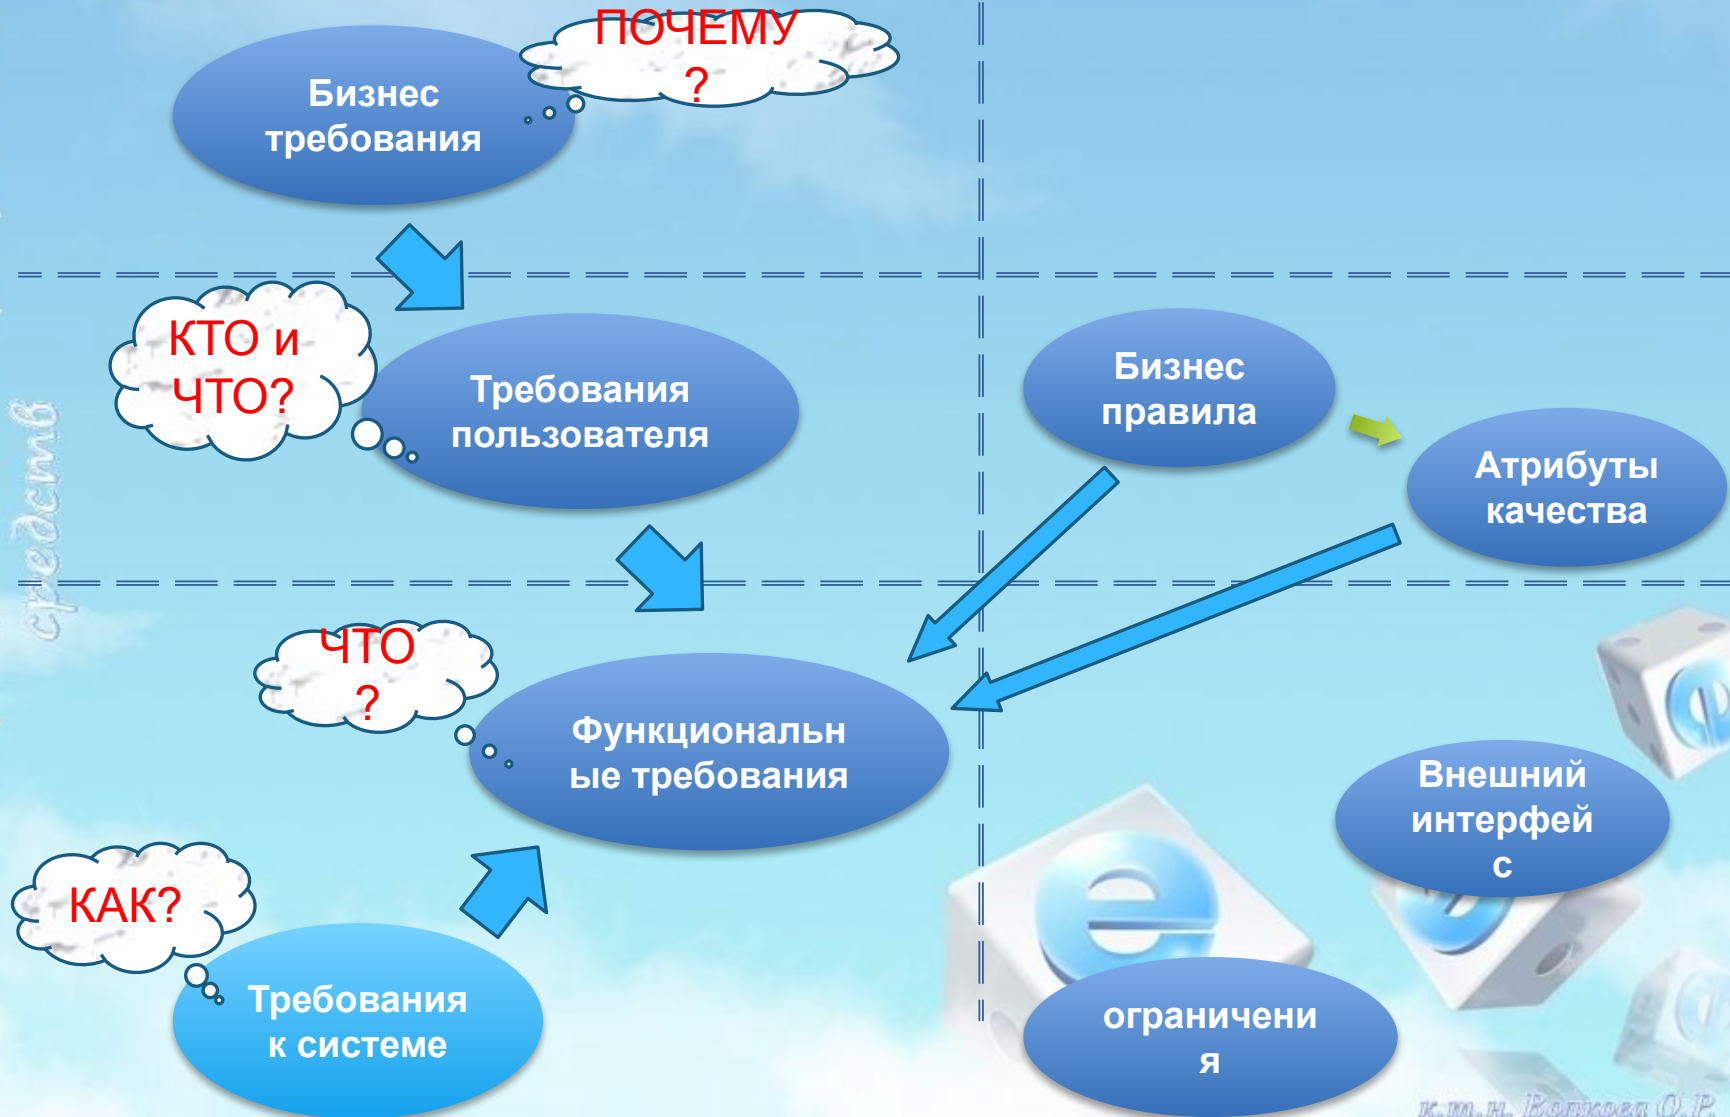 ПОЧЕМУ
?
Бизнес
требования
КТО и
ЧТО?
Требования
пользователя
Бизнес
правила
Атрибуты
качества
средств
ЧТО
?
Функциональн
ые требования
Внешний
интерфей
с
КАК?
Требования
к системе
ограничени
я
к.т.н. Волкова О.Р.